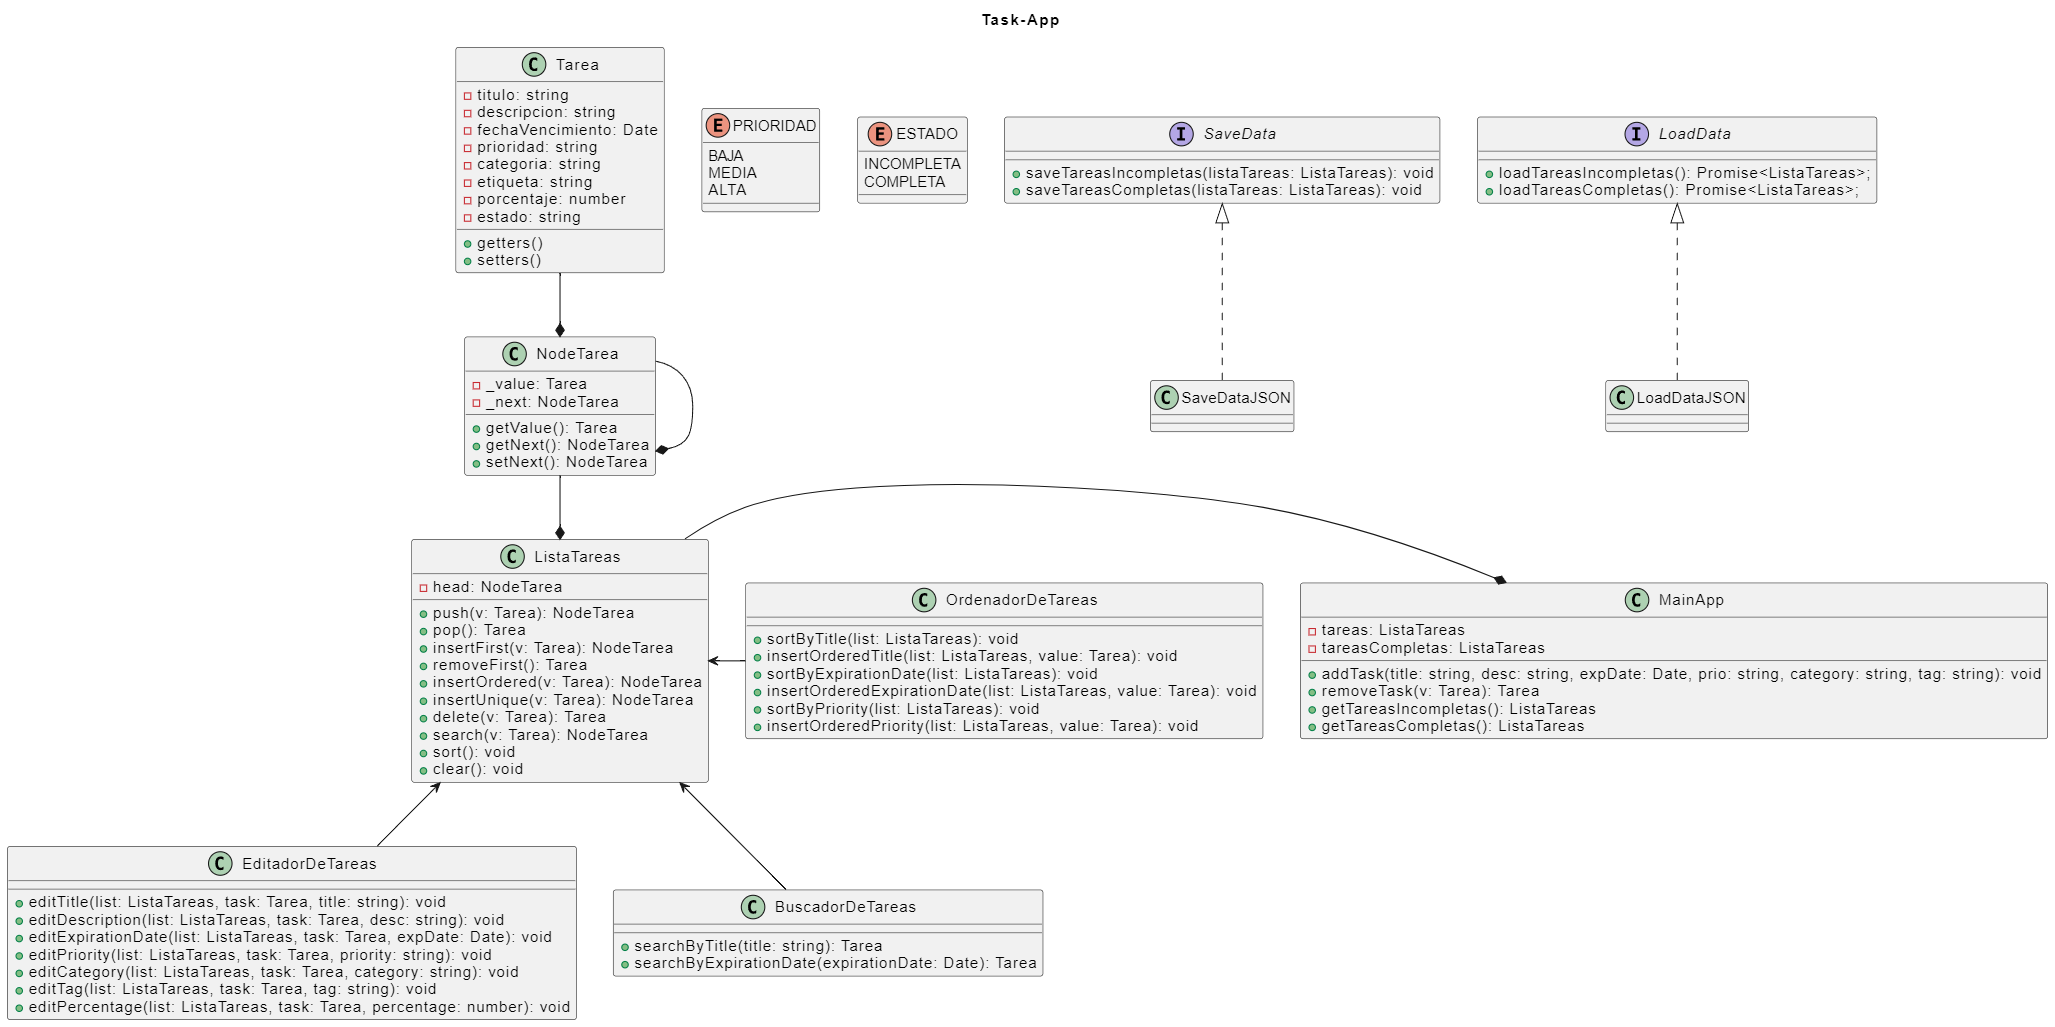 Task-App
C Tarea
titulo: string
descripcion: string
fechaVencimiento: Date
prioridad: string
categoria: string
etiqueta: string
porcentaje: number
estado: string
getters()
setters()
E PRIORIDAD
BAJA
MEDIA
ALTA
E ESTADO
INCOMPLETA
COMPLETA
I SaveData
saveTareasIncompletas(listaTareas: ListaTareas): void
saveTareasCompletas(listaTareas: ListaTareas): void
I LoadData
loadTareasIncompletas(): Promise<ListaTareas>;
loadTareasCompletas(): Promise<ListaTareas>;
C NodeTarea
_value: Tarea
_next: NodeTarea
getValue(): Tarea
getNext(): NodeTarea
setNext(): NodeTarea
C SaveDataJSON
C LoadDataJSON
C ListaTareas
head: NodeTarea
push(v: Tarea): NodeTarea
pop(): Tarea
insertFirst(v: Tarea): NodeTarea
removeFirst(): Tarea
insertOrdered(v: Tarea): NodeTarea
insertUnique(v: Tarea): NodeTarea
delete(v: Tarea): Tarea
search(v: Tarea): NodeTarea
sort(): void
clear(): void
C OrdenadorDeTareas
sortByTitle(list: ListaTareas): void
insertOrderedTitle(list: ListaTareas, value: Tarea): void
sortByExpirationDate(list: ListaTareas): void
insertOrderedExpirationDate(list: ListaTareas, value: Tarea): void
sortByPriority(list: ListaTareas): void
insertOrderedPriority(list: ListaTareas, value: Tarea): void
C MainApp
tareas: ListaTareas
tareasCompletas: ListaTareas
addTask(title: string, desc: string, expDate: Date, prio: string, category: string, tag: string): void
removeTask(v: Tarea): Tarea
getTareasIncompletas(): ListaTareas
getTareasCompletas(): ListaTareas
C EditadorDeTareas
editTitle(list: ListaTareas, task: Tarea, title: string): void
editDescription(list: ListaTareas, task: Tarea, desc: string): void
editExpirationDate(list: ListaTareas, task: Tarea, expDate: Date): void
editPriority(list: ListaTareas, task: Tarea, priority: string): void
editCategory(list: ListaTareas, task: Tarea, category: string): void
editTag(list: ListaTareas, task: Tarea, tag: string): void
editPercentage(list: ListaTareas, task: Tarea, percentage: number): void
C BuscadorDeTareas
searchByTitle(title: string): Tarea
searchByExpirationDate(expirationDate: Date): Tarea